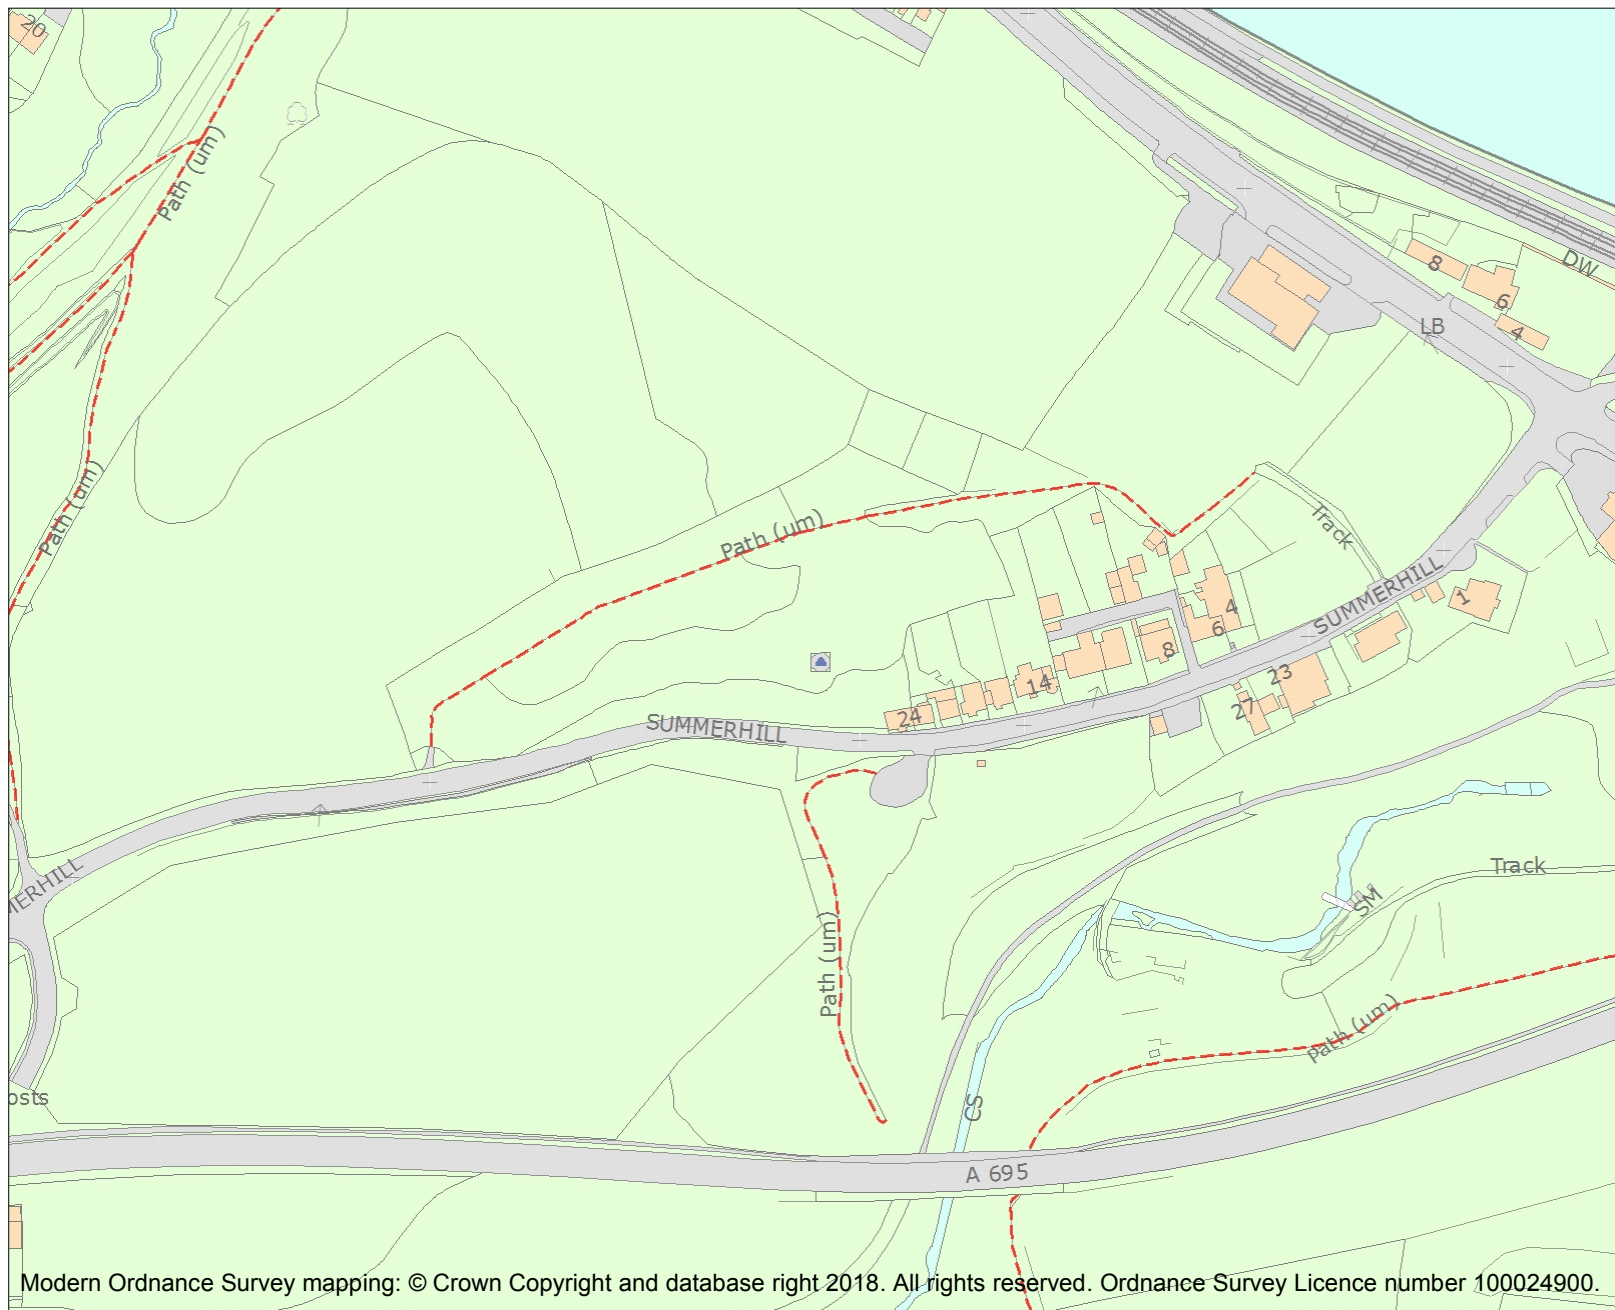 20
Path (um)
8
DW
6
LB
4
Path (um)
Track
Path (um)
SUMMERHILL
1
4
6
8
23
14
27
24
SUMMERHILL
MERHILL
Track
SM
Path (um)
Path (um)
osts
CS
A 695
Modern Ordnance Survey mapping: © Crown Copyright and database right 2018. All rights reserved. Ordnance Survey Licence number 100024900.